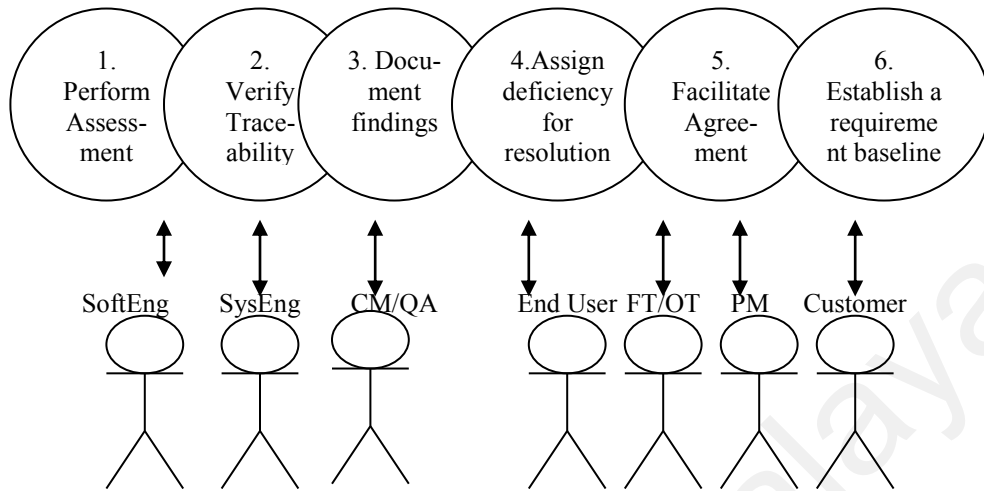 1.
Perform
Assess-
ment
2.
Verify
Trace-
ability
3. Docu-
ment
findings
4.Assign
deficiency
for
resolution
5.
Facilitate
Agree-
ment
6.
Establish a
requireme
nt baseline
SoftEng SysEng CM/QA End User FT/OT PM Customer
alaya